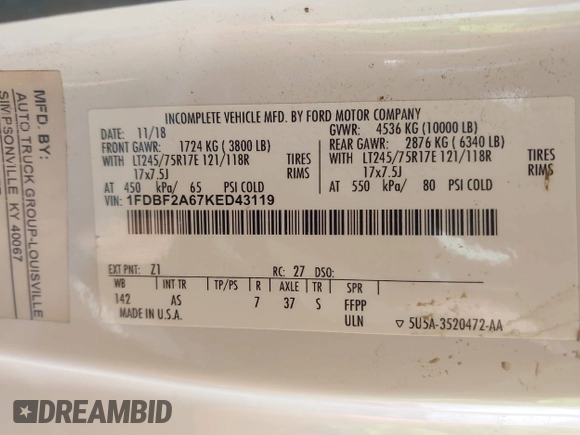 MFD. BY:
AUTO TRUCK GROUP-LOUISVILLE
SIMPSONVILLE KY 40067
INCOMPLETE VEHICLE MFD. BY FORD MOTOR COMPANY
11/18 GVWR: 4536 KG (10000 LB)
FRONT GAWR: 1724 KG ( 3800 LB) REAR GAWR: 2876 KG ( 6340 LB)
WITH LT245/75R17E 121/118R TIRES WITH LT245/75R17E 121/118R TIRES
17x7.5J RIMS 17x7.5J RIMS
AT 450 kPa/ 65 PSI COLD AT 550 kPa/ 80 PSI COLD
VIN: 1FDBF2A67KED43119
EXT PNT: Z1 RC: 27 DSO:
WB INT TR TP/PS R AXLE TR SPR
142 AS 7 37 S FFPP
MADE IN U.S.A. ULN ▽ 5U5A-3520472-AA
DREAMBID